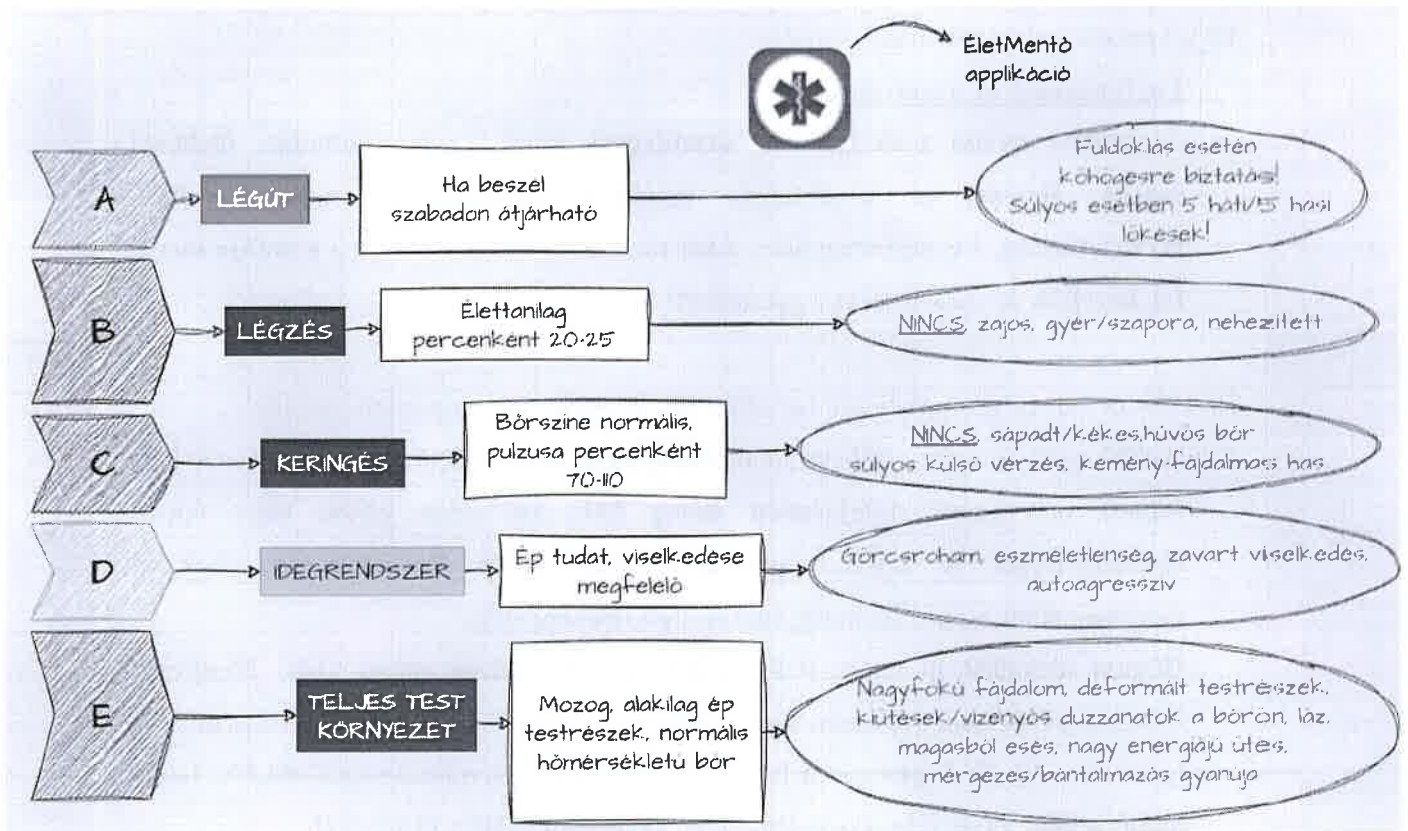 ÉletMentő
applikáció
A
LÉGÚT
Ha beszél
szabadon átjárható
Fuldoklás esetén
köhögésre biztatás!
Súlyos esetben 5 háti/5 hasi
lökések!
B
LÉGZÉS
Élettanilag
percenként 20-25
NINCS, zajos, gyér/szapora, nehezített
C
KERINGÉS
Bőrszíne normális,
pulzusa percenként
70-110
NINCS, sápadt/kékes,hűvös bőr
súlyos külső vérzés, kemény-fájdalmas has
D
IDEGRENDSZER
Ép tudat, viselkedése
megfelelő
Görcsroham, eszméletlenség, zavart viselkedés,
autoagresszív
E
TELJES TEST
KÖRNYEZET
Mozog, alakilag ép
testrészek, normális
hőmérsékletű bőr
Nagyfokú fájdalom, deformált testrészek,
kiütések/vizenyős duzzanatok a bőrön, láz,
magasból esés, nagy energiájú ütés,
mérgezés/bántalmazás gyanúja